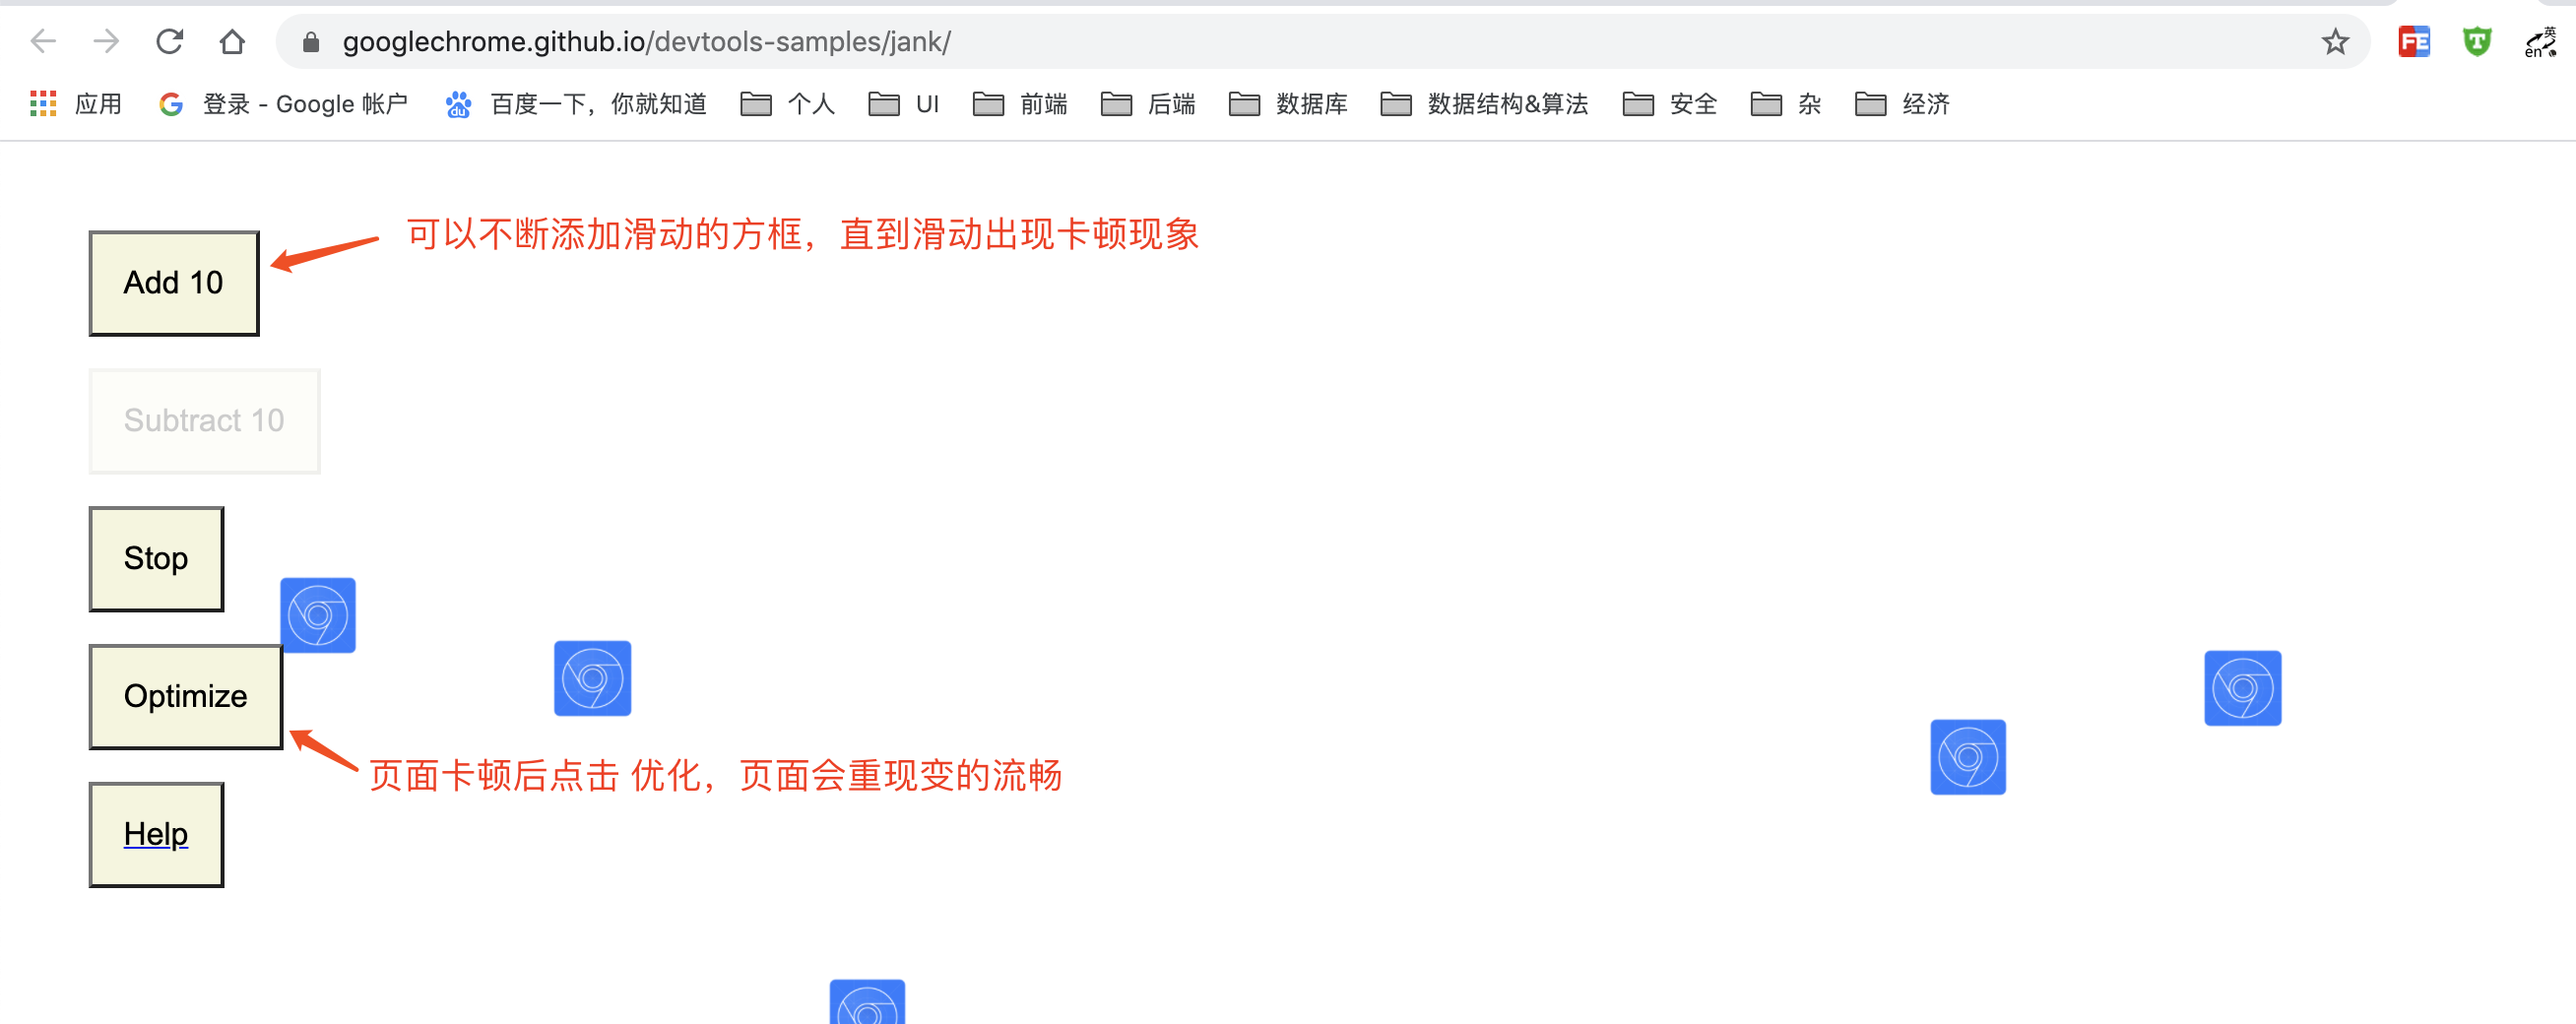 googlechrome.github.io/devtools-samples/jank/
FE
T
英
en
应用
登录 - Google 帐户
du
百度一下，你就知道
个人
UI
前端
后端
数据库
数据结构&算法
安全
杂
经济
可以不断添加滑动的方框，直到滑动出现卡顿现象
Add 10
Subtract 10
Stop
Optimize
页面卡顿后点击 优化，页面会重现变的流畅
Help